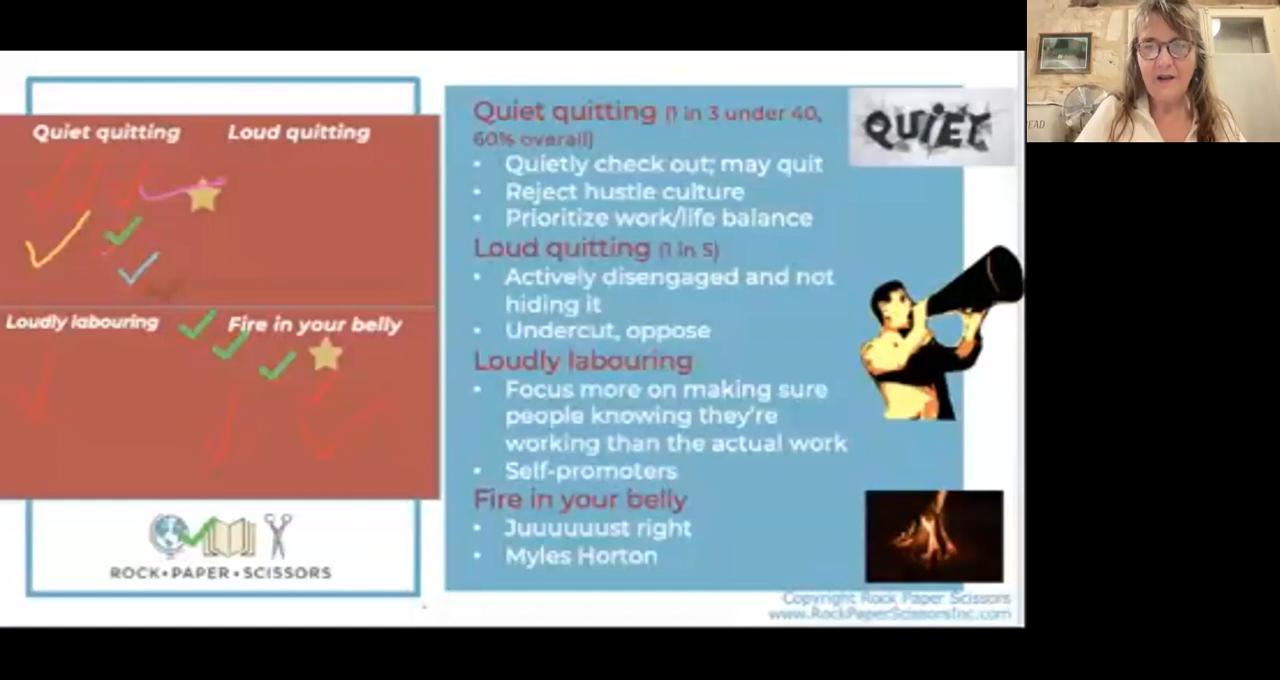 Quiet quitting
Loud quitting
Loudly labouring
Fire in your belly
ROCK•PAPER•SCISSORS
Quiet quitting (1 in 3 under 40,
60% overall)
• Quietly check out; may quit
• Reject hustle culture
• Prioritize work/life balance
Loud quitting (1 in 5)
• Actively disengaged and not
hiding it
• Undercut, oppose
Loudly labouring
• Focus more on making sure
people knowing they're
working than the actual work
• Self-promoters
Fire in your belly
• Juuuuuust right
• Myles Horton
QUIET
Copyright Rock Paper Scissors
www.RockPaperScissorsInc.com
EAD